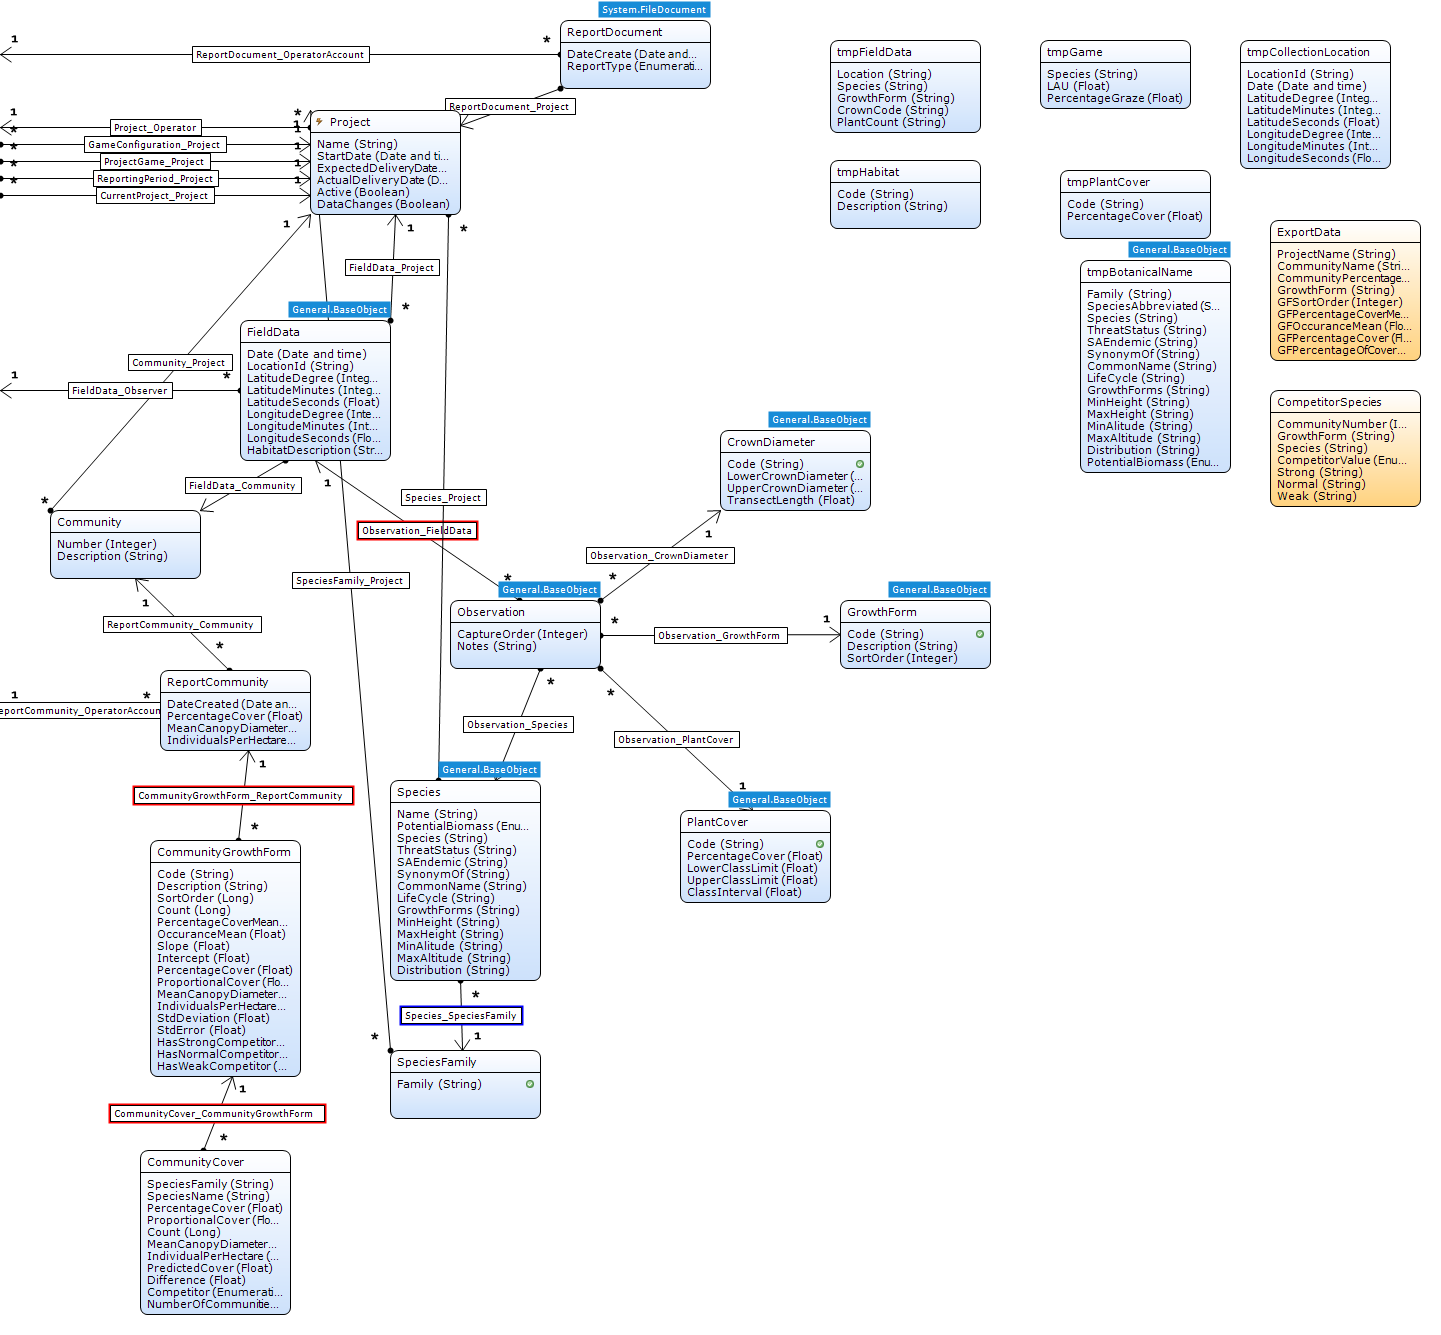 System.FileDocument
ReportDocument
DateCreate (Date and...
ReportType (Enumerati...
1
ReportDocument_OperatorAccount
*
ReportDocument_Project
Project
Name (String)
StartDate (Date and ti...
ExpectedDeliveryDate...
ActualDeliveryDate (D...
Active (Boolean)
DataChanges (Boolean)
1
Project_Operator
*
*
GameConfiguration_Project
1
*
ProjectGame_Project
1
*
ReportingPeriod_Project
1
*
CurrentProject_Project
1
tmpFieldData
Location (String)
Species (String)
GrowthForm (String)
CrownCode (String)
PlantCount (String)
tmpGame
Species (String)
LAU (Float)
PercentageGraze (Float)
tmpCollectionLocation
LocationId (String)
Date (Date and time)
LatitudeDegree (Integ...
LatitudeMinutes (Integ...
LatitudeSeconds (Float)
LongitudeDegree (Inte...
LongitudeMinutes (Int...
LongitudeSeconds (Flo...
tmpHabitat
Code (String)
Description (String)
tmpPlantCover
Code (String)
PercentageCover (Float)
General.BaseObject
tmpBotanicalName
Family (String)
SpeciesAbbreviated (S...
Species (String)
ThreatStatus (String)
SAEndemic (String)
SynonymOf (String)
CommonName (String)
LifeCycle (String)
GrowthForms (String)
MinHeight (String)
MaxHeight (String)
MinAlitude (String)
MaxAltitude (String)
Distribution (String)
PotentialBiomass (Enu...
ExportData
ProjectName (String)
CommunityName (Stri...
CommunityPercentage...
GrowthForm (String)
GFSortOrder (Integer)
GFPercentageCoverMe...
GFOccuranceMean (Flo...
GFPercentageCover (Fl...
GFPercentageOfCover...
CompetitorSpecies
CommunityNumber (I...
GrowthForm (String)
Species (String)
CompetitorValue (Enu...
Strong (String)
Normal (String)
Weak (String)
1
1
*
FieldData_Project
*
General.BaseObject
FieldData
Date (Date and time)
LocationId (String)
LatitudeDegree (Integ...
LatitudeMinutes (Integ...
LatitudeSeconds (Float)
LongitudeDegree (Inte...
LongitudeMinutes (Int...
LongitudeSeconds (Flo...
HabitatDescription (Str...
Community_Project
1
FieldData_Observer
*
FieldData_Community
1
*
Community
Number (Integer)
Description (String)
Species_Project
Observation_FieldData
*
SpeciesFamily_Project
General.BaseObject
CrownDiameter
Code (String)
LowerCrownDiameter (...
UpperCrownDiameter (...
TransectLength (Float)
1
Observation_CrownDiameter
*
General.BaseObject
Observation
CaptureOrder (Integer)
Notes (String)
*
Observation_GrowthForm
1
General.BaseObject
GrowthForm
Code (String)
Description (String)
SortOrder (Integer)
1
ReportCommunity_Community
*
ReportCommunity
DateCreated (Date an...
PercentageCover (Float)
MeanCanopyDiameter...
IndividualsPerHectare...
1
*
eportCommunity_OperatorAccoun
*
Observation_Species
*
Observation_PlantCover
1
General.BaseObject
PlantCover
Code (String)
PercentageCover (Float)
LowerClassLimit (Float)
UpperClassLimit (Float)
ClassInterval (Float)
General.BaseObject
Species
Name (String)
PotentialBiomass (Enu...
Species (String)
ThreatStatus (String)
SAEndemic (String)
SynonymOf (String)
CommonName (String)
LifeCycle (String)
GrowthForms (String)
MinHeight (String)
MaxHeight (String)
MinAlitude (String)
MaxAltitude (String)
Distribution (String)
1
CommunityGrowthForm_ReportCommunity
*
CommunityGrowthForm
Code (String)
Description (String)
SortOrder (Long)
Count (Long)
PercentageCoverMean...
OccuranceMean (Float)
Slope (Float)
Intercept (Float)
PercentageCover (Float)
ProportionalCover (Flo...
MeanCanopyDiameter...
IndividualsPerHectare...
StdDeviation (Float)
StdError (Float)
HasStrongCompetitor...
HasNormalCompetitor...
HasWeakCompetitor (...
*
Species_SpeciesFamily
*
1
SpeciesFamily
Family (String)
1
CommunityCover_CommunityGrowthForm
*
CommunityCover
SpeciesFamily (String)
SpeciesName (String)
PercentageCover (Float)
ProportionalCover (Flo...
Count (Long)
MeanCanopyDiameter...
IndividualPerHectare (...
PredictedCover (Float)
Difference (Float)
Competitor (Enumerati...
NumberOfCommunitie...